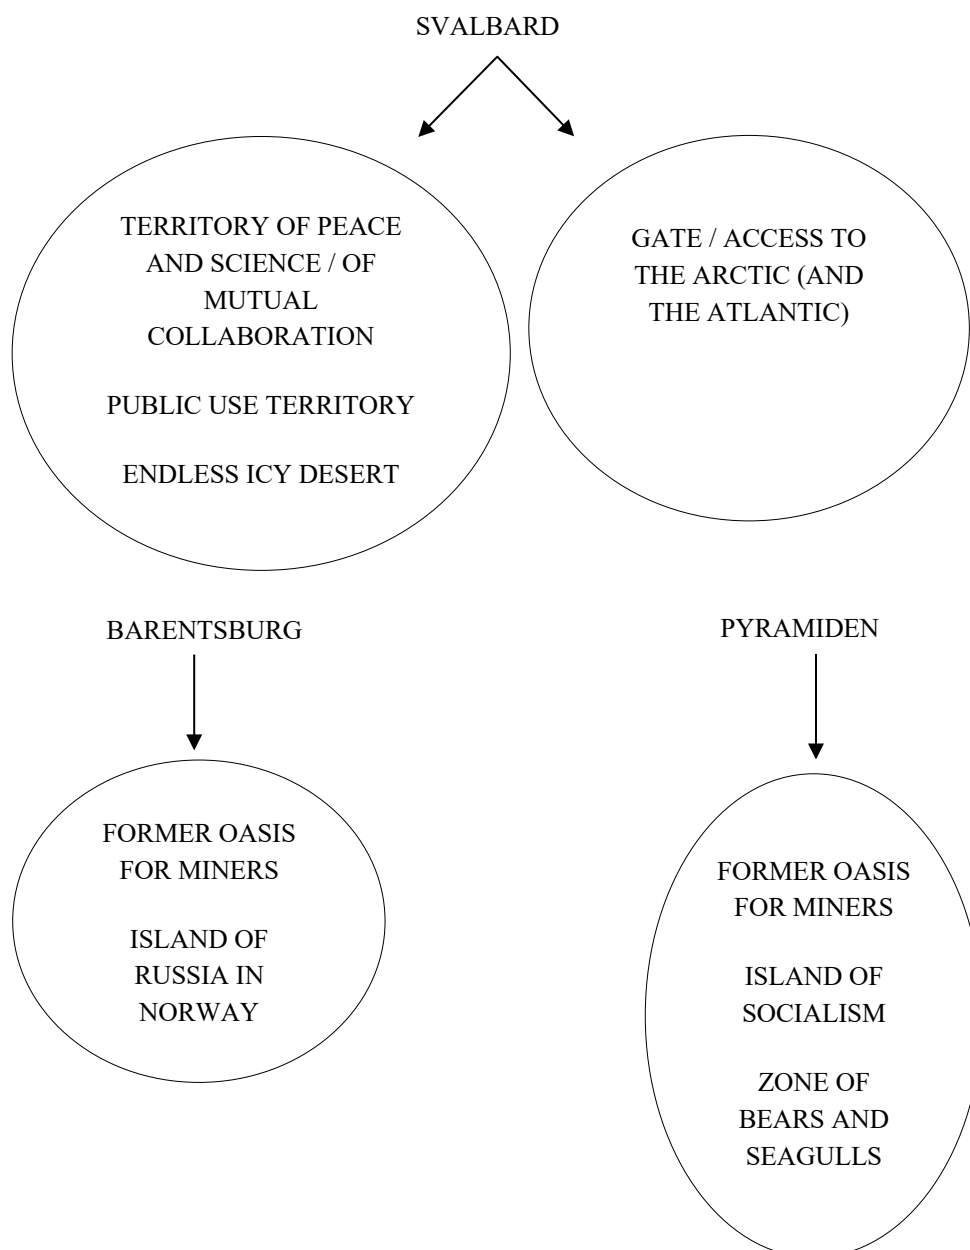 SVALBARD
TERRITORY OF PEACE
AND SCIENCE / OF
MUTUAL
COLLABORATION
PUBLIC USE TERRITORY
ENDLESS ICY DESERT
GATE / ACCESS TO
THE ARCTIC (AND
THE ATLANTIC)
BARENTSBURG
FORMER OASIS
FOR MINERS
ISLAND OF
RUSSIA IN
NORWAY
PYRAMIDEN
FORMER OASIS
FOR MINERS
ISLAND OF
SOCIALISM
ZONE OF
BEARS AND
SEAGULLS